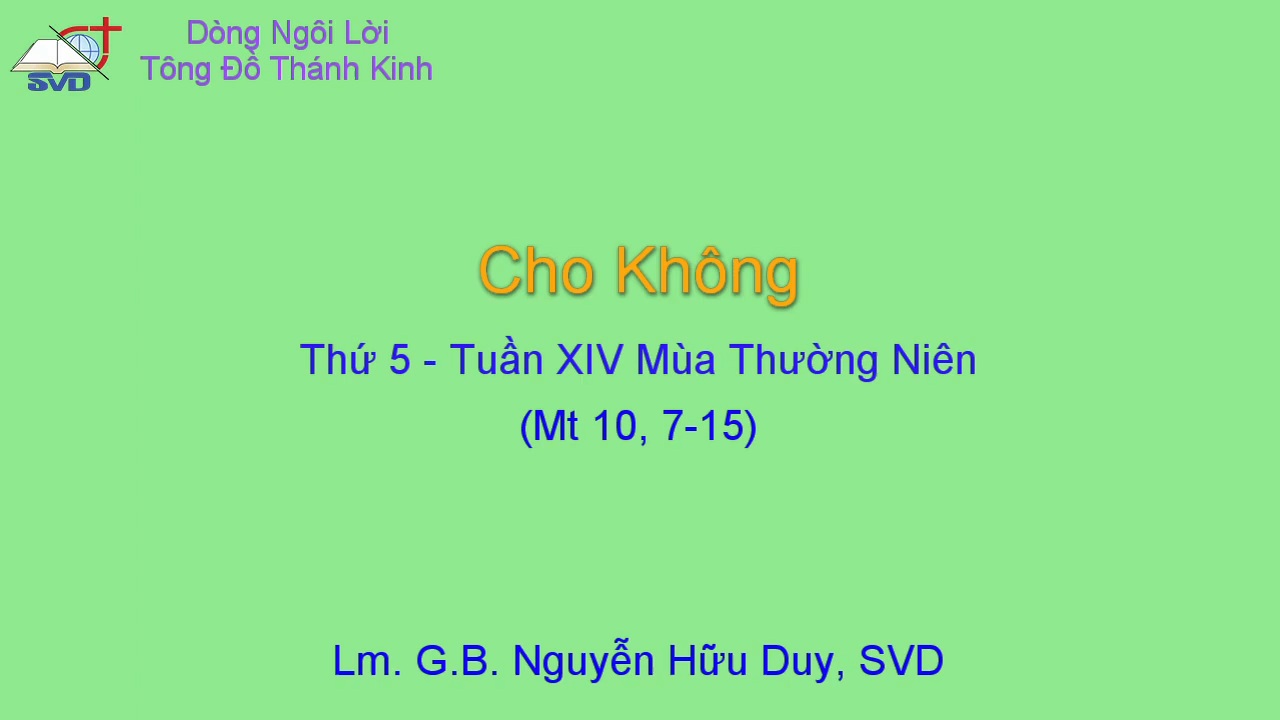 Dòng Ngôi Lời
Tông Đồ Thánh Kinh
SVD
Cho Không
Thứ 5 - Tuần XIV Mùa Thường Niên
(Mt 10, 7-15)
Lm. G.B. Nguyễn Hữu Duy, SVD